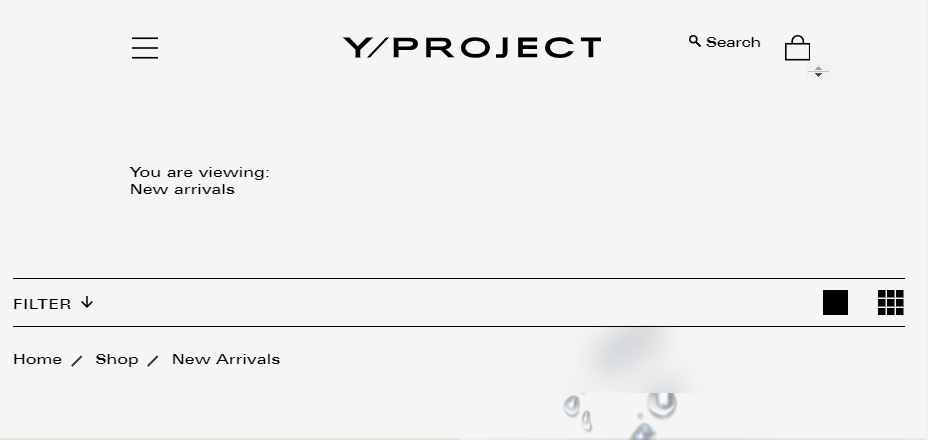 Y/PROJECT
Search
You are viewing:
New arrivals
FILTER
Home / Shop / New Arrivals